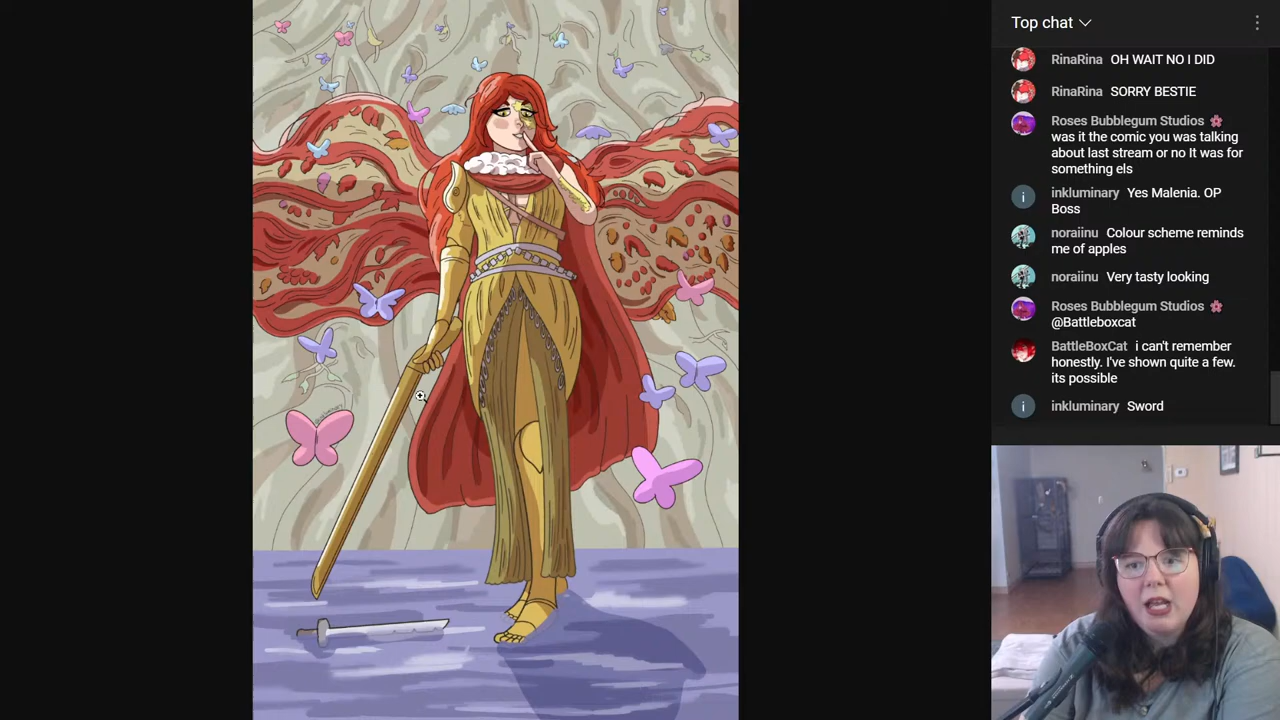 Top chat
RinaRina OH WAIT NO I DID
RinaRina SORRY BESTIE
Roses Bubblegum Studios
was it the comic you was talking
about last stream or no It was for
something els
inkluminary Yes Malenia. OP
Boss
noraiinu Colour scheme reminds
me of apples
noraiinu Very tasty looking
Roses Bubblegum Studios
@Battleboxcat
BattleBoxCat i can't remember
honestly. I've shown quite a few.
its possible
i inkluminary Sword